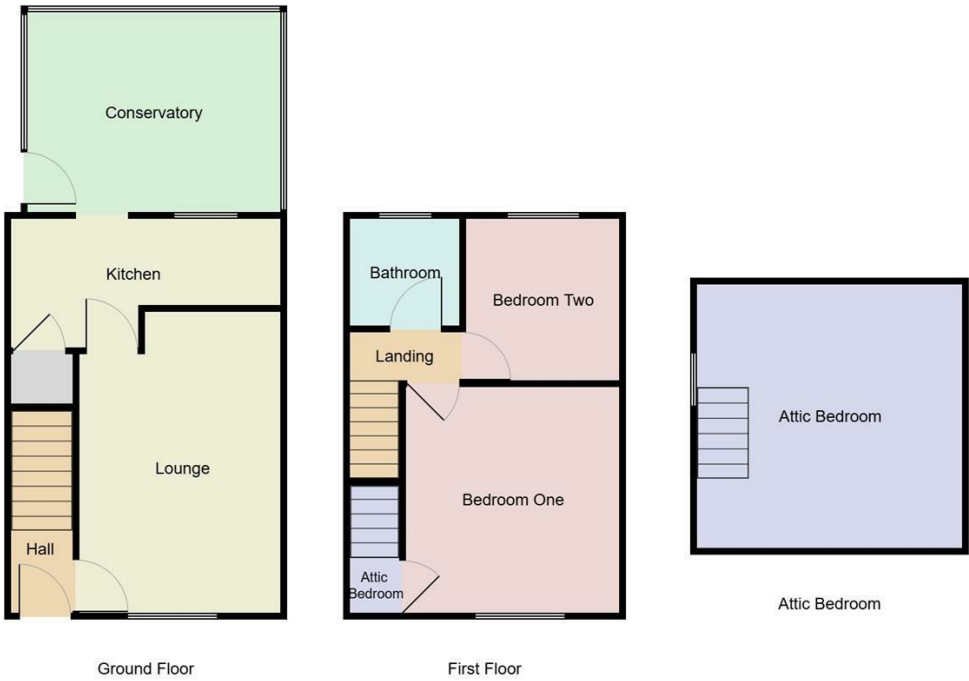 Conservatory
Kitchen
Lounge
Hall
Ground Floor
Bathroom
Bedroom Two
Landing
Bedroom One
Attic
Bedroom
First Floor
Attic Bedroom
Attic Bedroom